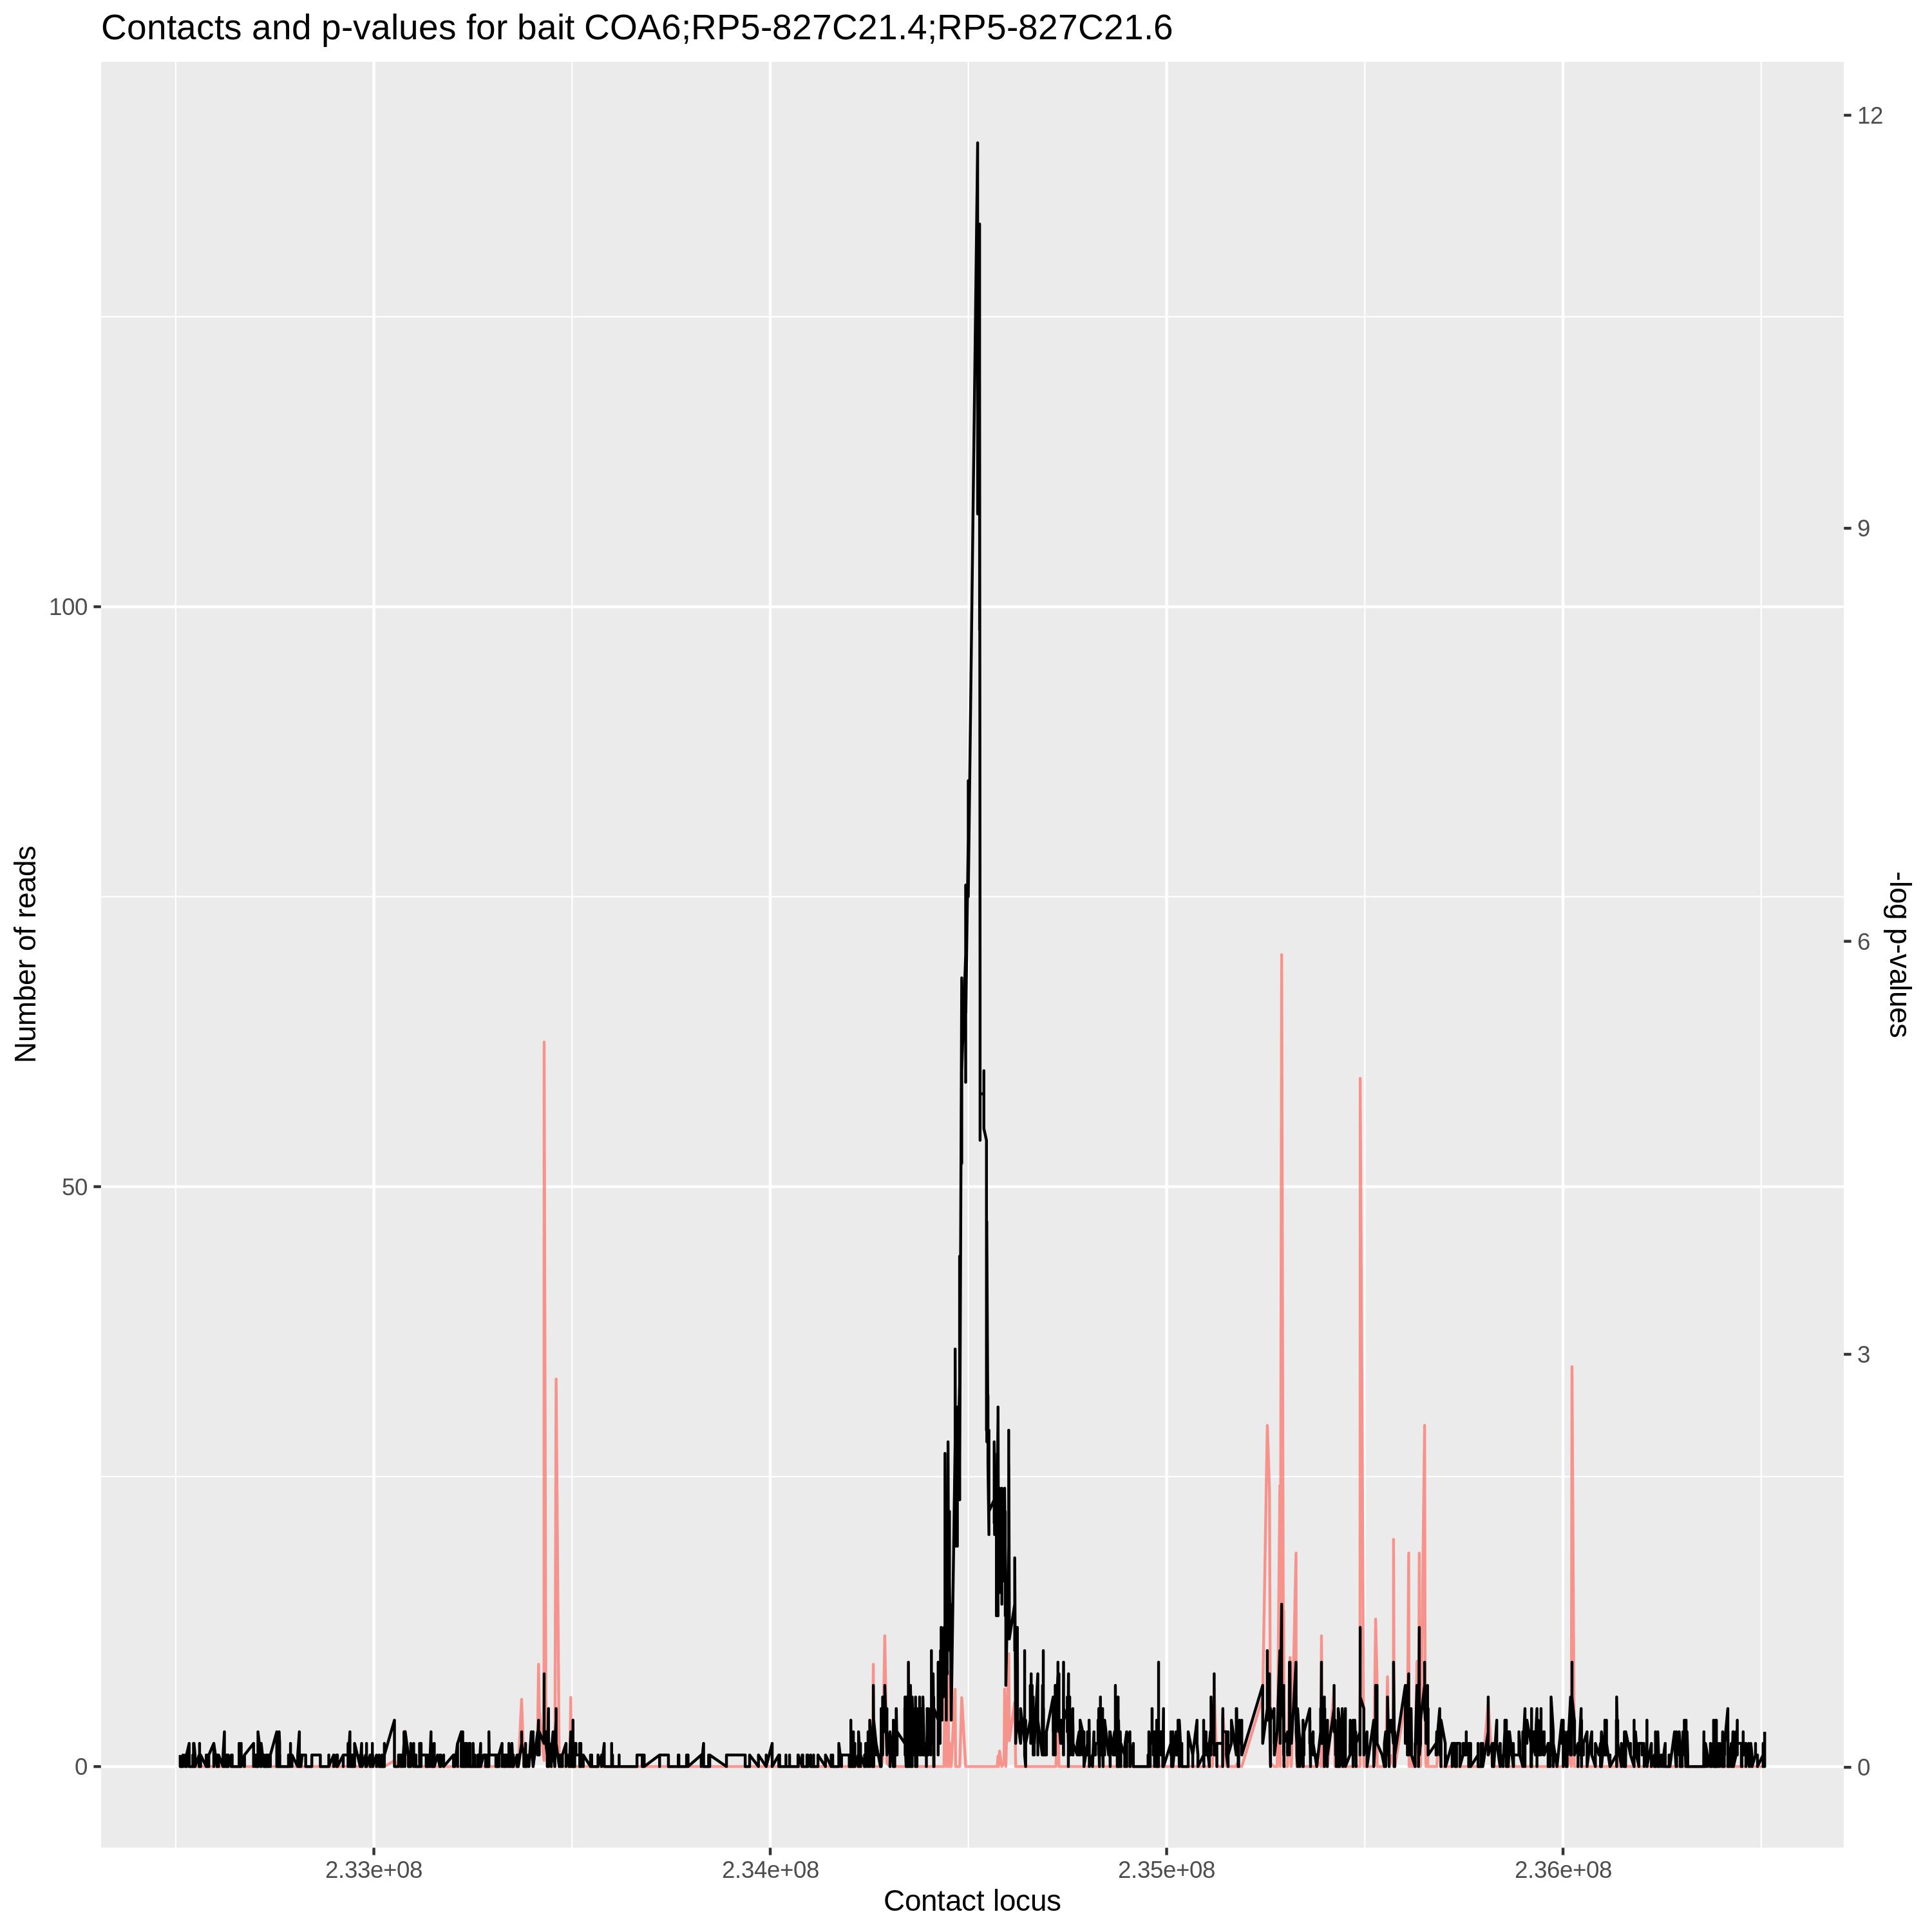 Contacts and p-values for bait COA6;RP5-827C21.4;RP5-827C21.6
12
9
6
3
0
100
50
0
Number of reads
-log p-values
2.33e+08
2.34e+08
2.35e+08
2.36e+08
Contact locus